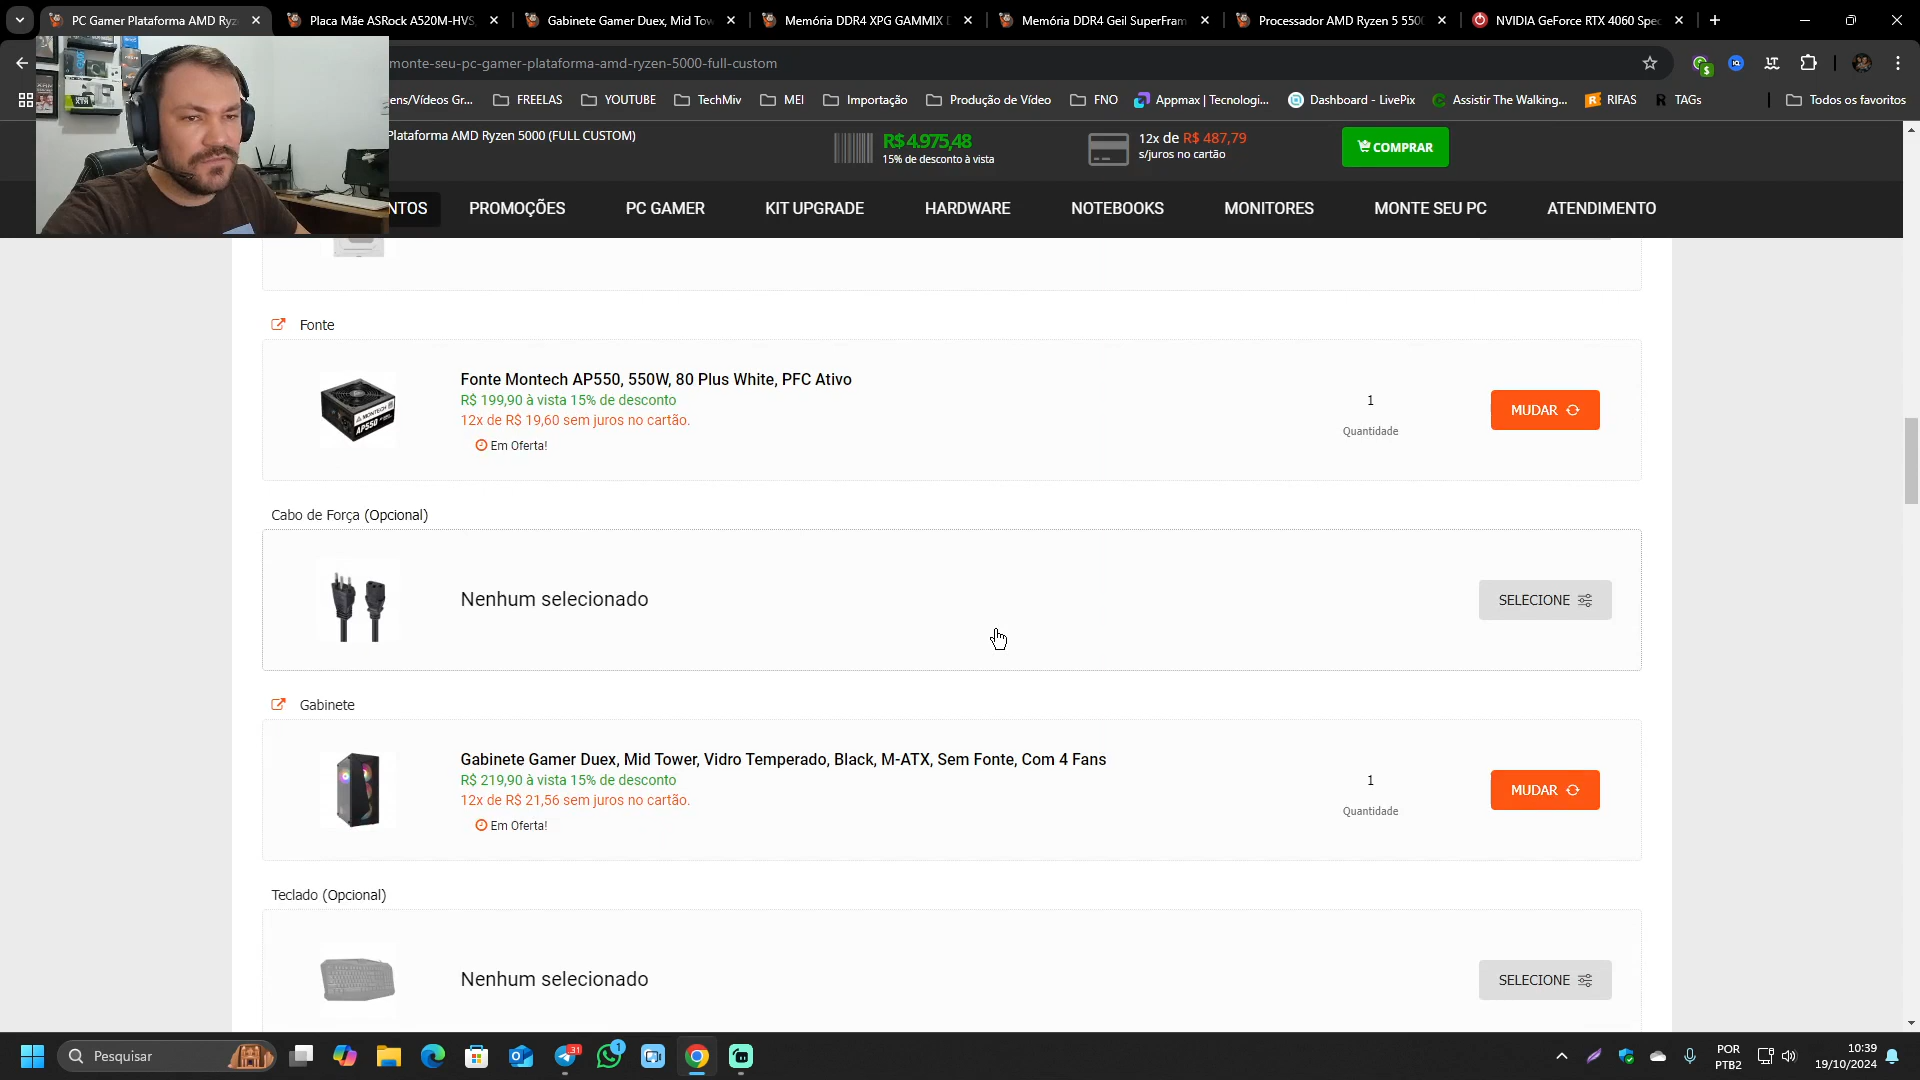 PC Gamer Plataforma AMD Ryz
Placa Mãe ASRock A520M-HVS,
Gabinete Gamer Duex, Mid Tow
Memória DDR4 XPG GAMMIX D
Memória DDR4 Geil SuperFram
Processador AMD Ryzen 5 5500
NVIDIA GeForce RTX 4060 Spec
monte-seu-pc-gamer-plataforma-amd-ryzen-5000-full-custom
ens/Vídeos Gr...
FREELAS
YOUTUBE
TechMiv
MEI
Importação
Produção de Vídeo
FNO
Appmax | Tecnologi...
Dashboard - LivePix
Assistir The Walking...
RIFAS
TAGs
Todos os favoritos
Plataforma AMD Ryzen 5000 (FULL CUSTOM)
R$ 4.975,48
15% de desconto à vista
12x de R$ 487,79
s/juros no cartão
COMPRAR
NTOS
PROMOÇÕES
PC GAMER
KIT UPGRADE
HARDWARE
NOTEBOOKS
MONITORES
MONTE SEU PC
ATENDIMENTO
Fonte
MONTECH
AP550
Fonte Montech AP550, 550W, 80 Plus White, PFC Ativo
R$ 199,90 à vista 15% de desconto
12x de R$ 19,60 sem juros no cartão.
Em Oferta!
1
Quantidade
MUDAR
Cabo de Força (Opcional)
Nenhum selecionado
SELECIONE
Gabinete
Gabinete Gamer Duex, Mid Tower, Vidro Temperado, Black, M-ATX, Sem Fonte, Com 4 Fans
R$ 219,90 à vista 15% de desconto
12x de R$ 21,56 sem juros no cartão.
Em Oferta!
1
Quantidade
MUDAR
Teclado (Opcional)
Nenhum selecionado
SELECIONE
Pesquisar
31
1
POR
PTB2
10:39
19/10/2024